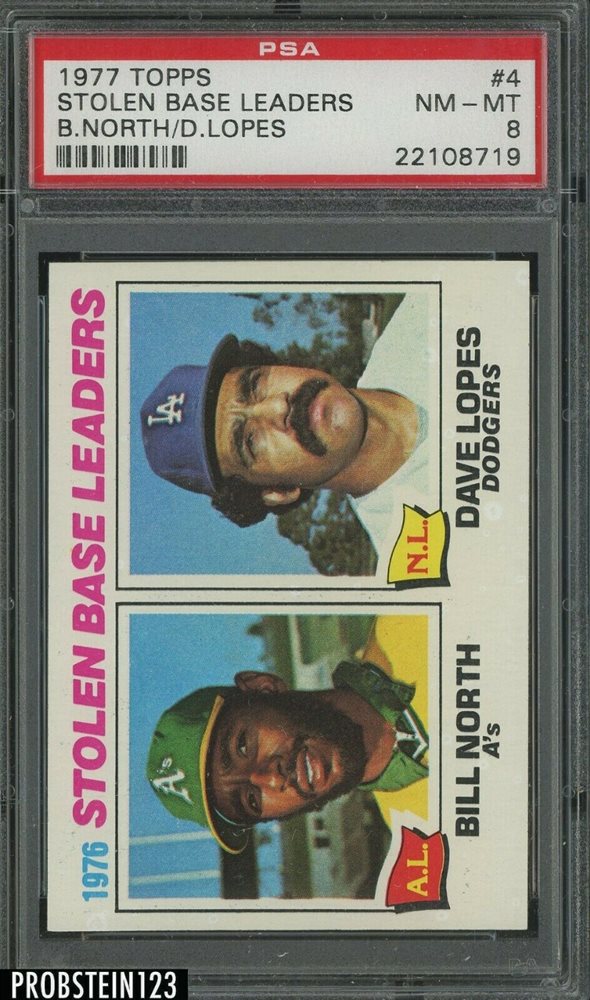 PSA
1977 TOPPS #4
STOLEN BASE LEADERS NM – MT
B.NORTH/D.LOPES 8
22108719
1976 STOLEN BASE LEADERS
LA
N.L.
DAVE LOPES
DODGERS
A's
A.L.
BILL NORTH
A's
PROBSTEIN123